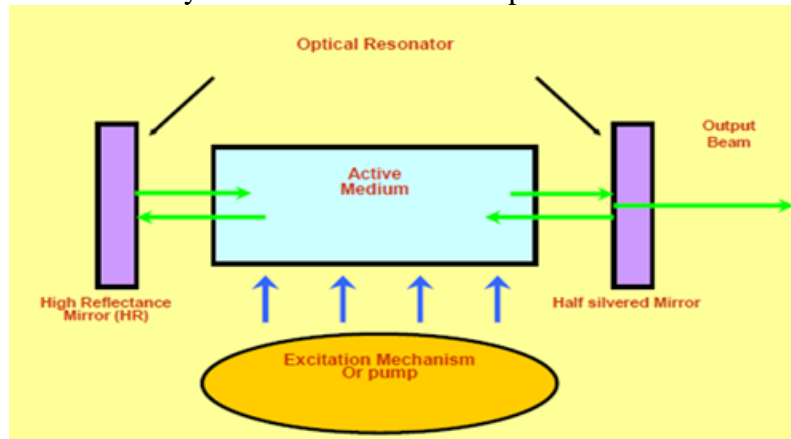 Optical Resonator
Output
Beam
Active
Medium
High Reflectance
Mirror (HR)
Half silvered Mirror
Excitation Mechanism
Or pump